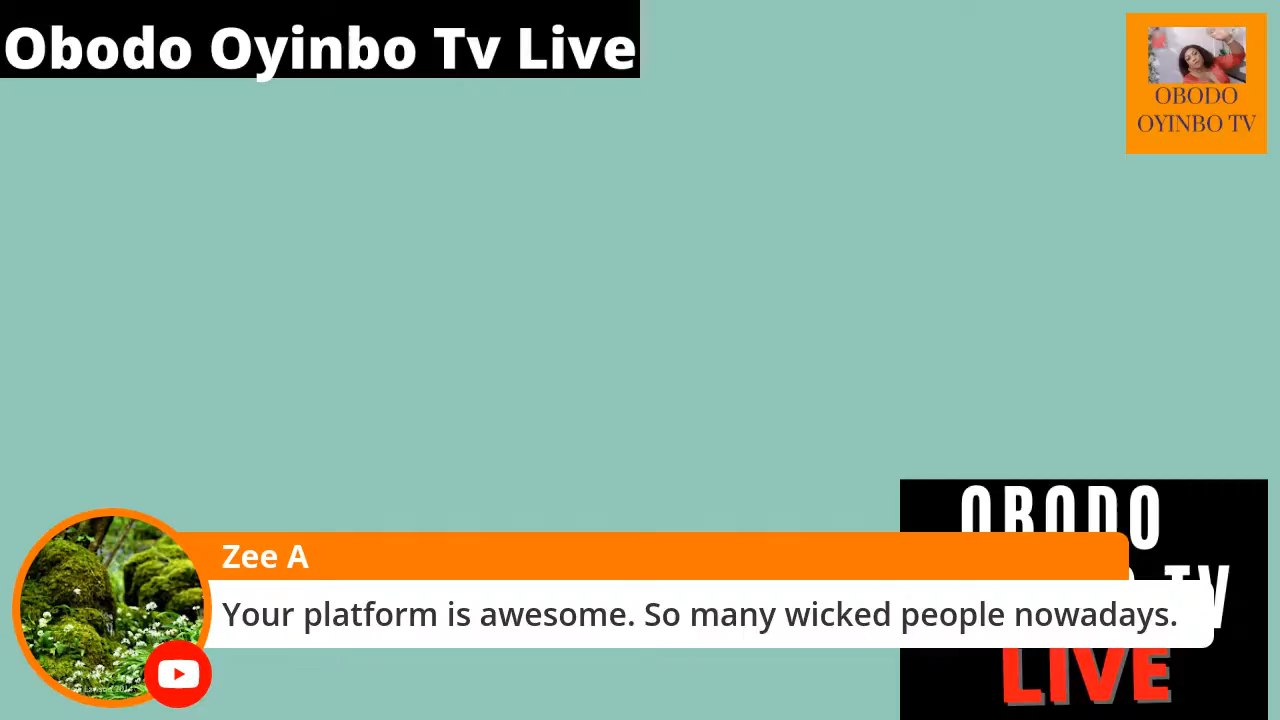 Obodo Oyinbo Tv Live
OBODO
OYINBO TV
OBODO
TV
Zee A
Your platform is awesome. So many wicked people nowadays.
LIVE